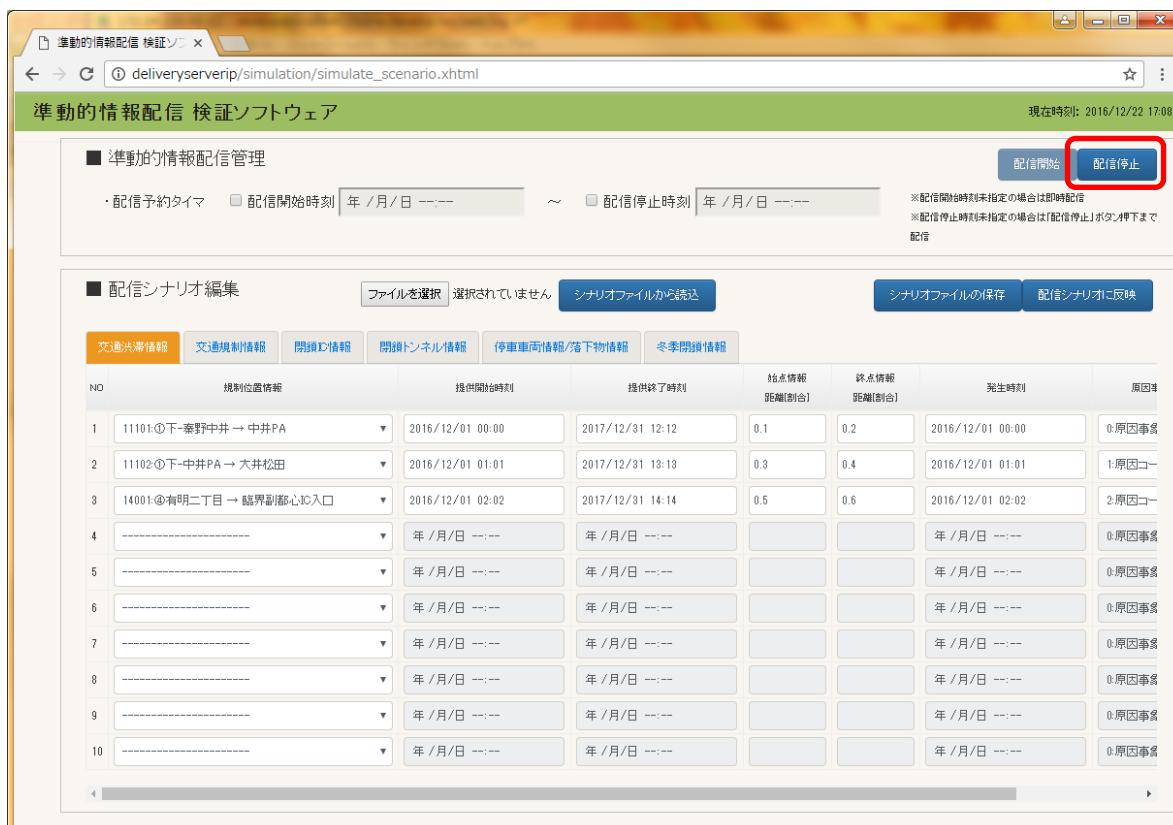 準動的情報配信 検証ソフ
deliveryserverip/simulation/simulate_scenario.xhtml
準動的情報配信 検証ソフトウェア
現在時刻: 2016/12/22 17:08
■ 準動的情報配信管理
配信開始 配信停止
・配信予約タイマ 配信開始時刻 年 /月/日 --:-- ～ 配信停止時刻 年 /月/日 --:--
※配信開始時刻未指定の場合は即時配信
※配信停止時刻未指定の場合は「配信停止」ボタン押下まで
配信
■ 配信シナリオ編集 ファイルを選択 選択されていません シナリオファイルから読込 シナリオファイルの保存 配信シナリオに反映
交通渋滞情報 交通規制情報 閉鎖IC情報 閉鎖トンネル情報 停車車両情報/落下物情報 冬季閉鎖情報
NO 規制位置情報 提供開始時刻 提供終了時刻 始点情報 距離[割合] 終点情報 距離[割合] 発生時刻 原因事
1 11101:①下-秦野中井 → 中井PA 2016/12/01 00:00 2017/12/31 12:12 0.1 0.2 2016/12/01 00:00 0:原因事象
2 11102:①下-中井PA → 大井松田 2016/12/01 01:01 2017/12/31 13:13 0.3 0.4 2016/12/01 01:01 1:原因コー
3 14001:④有明二丁目 → 臨界副都心IC入口 2016/12/01 02:02 2017/12/31 14:14 0.5 0.6 2016/12/01 02:02 2:原因コー
4 ---------------------- 年 /月/日 --:-- 年 /月/日 --:-- 年 /月/日 --:-- 0:原因事象
5 ---------------------- 年 /月/日 --:-- 年 /月/日 --:-- 年 /月/日 --:-- 0:原因事象
6 ---------------------- 年 /月/日 --:-- 年 /月/日 --:-- 年 /月/日 --:-- 0:原因事象
7 ---------------------- 年 /月/日 --:-- 年 /月/日 --:-- 年 /月/日 --:-- 0:原因事象
8 ---------------------- 年 /月/日 --:-- 年 /月/日 --:-- 年 /月/日 --:-- 0:原因事象
9 ---------------------- 年 /月/日 --:-- 年 /月/日 --:-- 年 /月/日 --:-- 0:原因事象
10 ---------------------- 年 /月/日 --:-- 年 /月/日 --:-- 年 /月/日 --:-- 0:原因事象